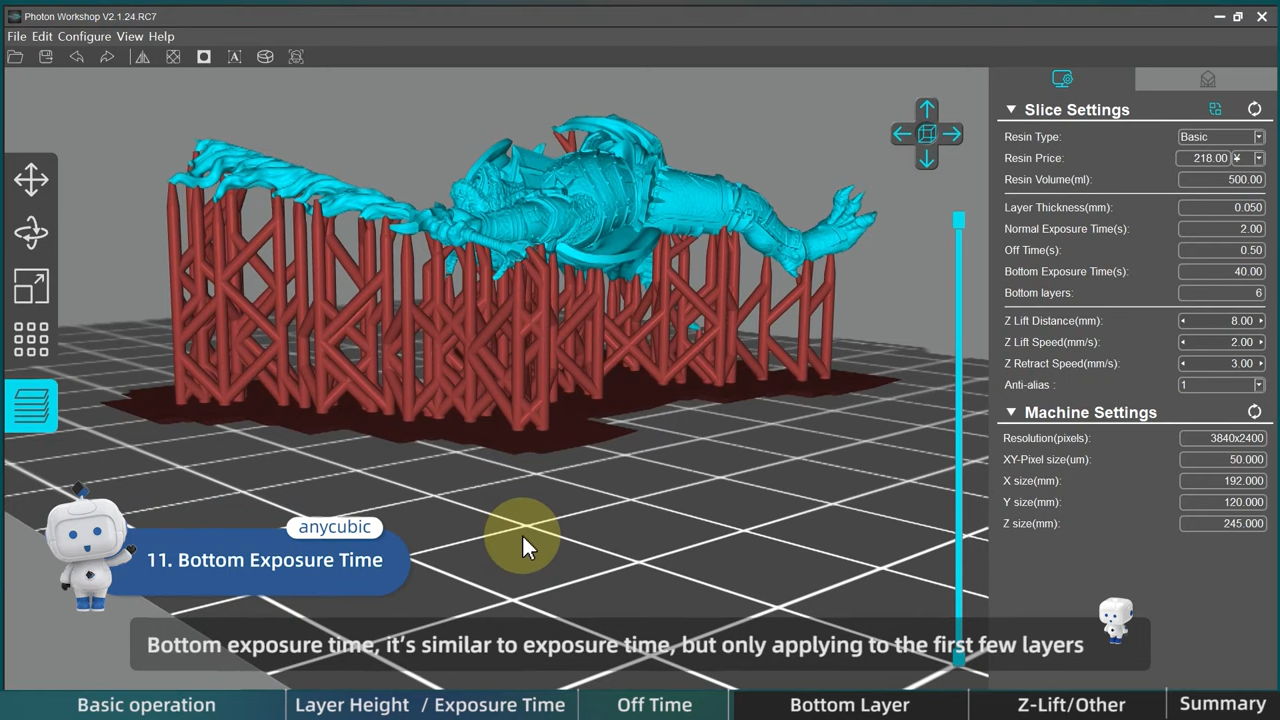 Photon Workshop V2.1.24.RC7
File Edit Configure View Help
Slice Settings
Resin Type: Basic
Resin Price: 218.00 ¥
Resin Volume(ml): 500.00
Layer Thickness(mm): 0.050
Normal Exposure Time(s): 2.00
Off Time(s): 0.50
Bottom Exposure Time(s): 40.00
Bottom layers: 6
Z Lift Distance(mm): 8.00
Z Lift Speed(mm/s): 2.00
Z Retract Speed(mm/s): 3.00
Anti-alias : 1
Machine Settings
Resolution(pixels): 3840x2400
XY-Pixel size(um): 50.000
X size(mm): 192.000
Y size(mm): 120.000
Z size(mm): 245.000
anycubic
11. Bottom Exposure Time
Bottom exposure time, it's similar to exposure time, but only applying to the first few layers
Basic operation Layer Height / Exposure Time Off Time Bottom Layer Z-Lift/Other Summary